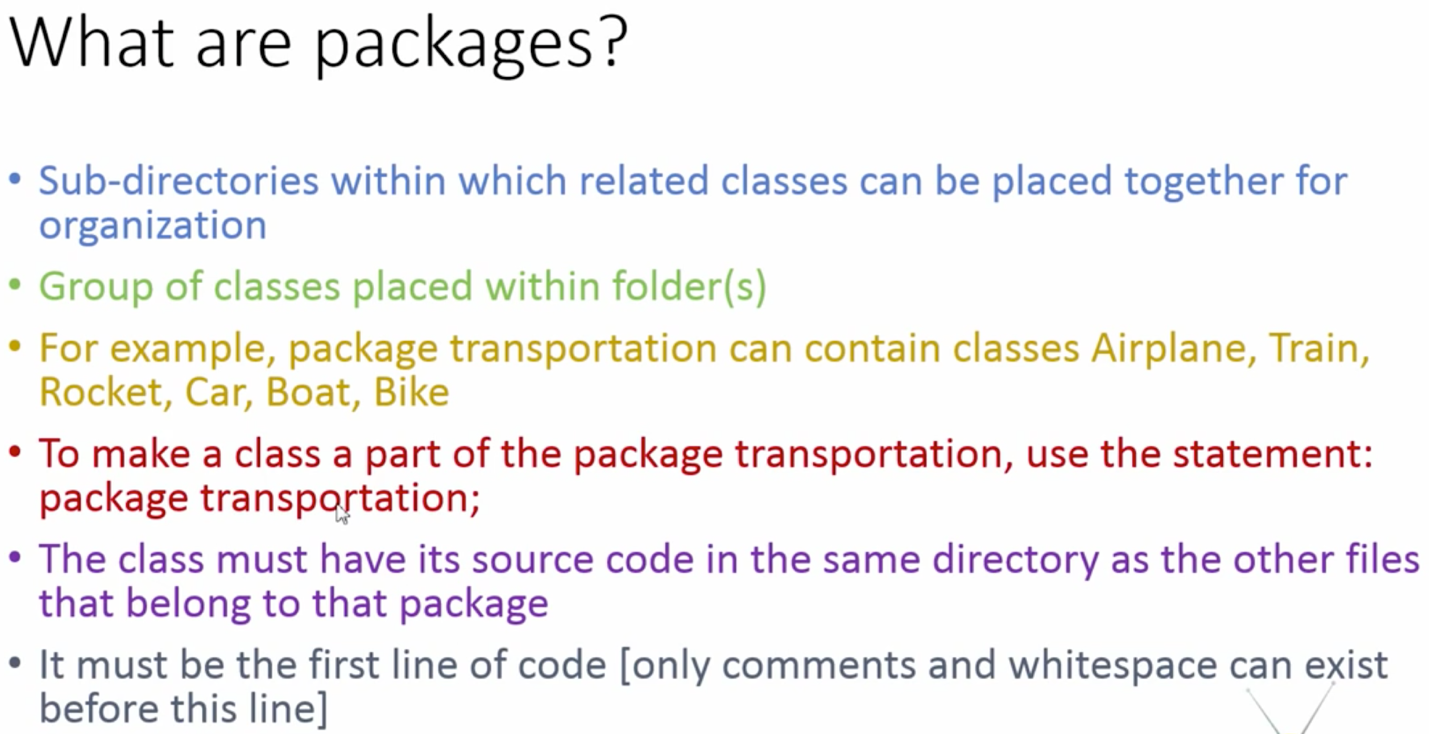 What are packages?
• Sub-directories within which related classes can be placed together for
organization
• Group of classes placed within folder(s)
• For example, package transportation can contain classes Airplane, Train,
Rocket, Car, Boat, Bike
• To make a class a part of the package transportation, use the statement:
package transportation;
• The class must have its source code in the same directory as the other files
that belong to that package
• It must be the first line of code [only comments and whitespace can exist
before this line]